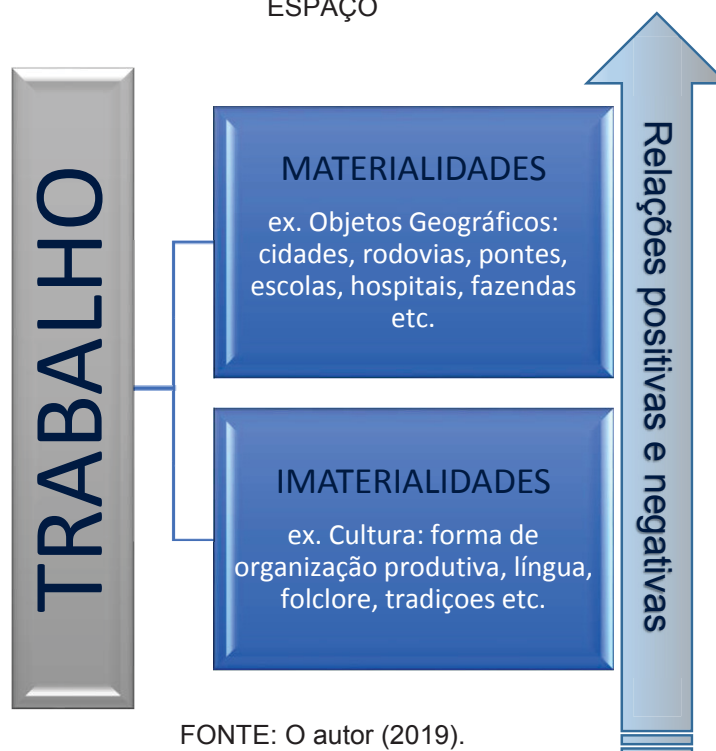 ESPAÇO
TRABALHO
MATERIALIDADES
ex. Objetos Geográficos:
cidades, rodovias, pontes,
escolas, hospitais, fazendas
etc.
IMATERIALIDADES
ex. Cultura: forma de
organização produtiva, língua,
folclore, tradiçoes etc.
Relações positivas e negativas
FONTE: O autor (2019).